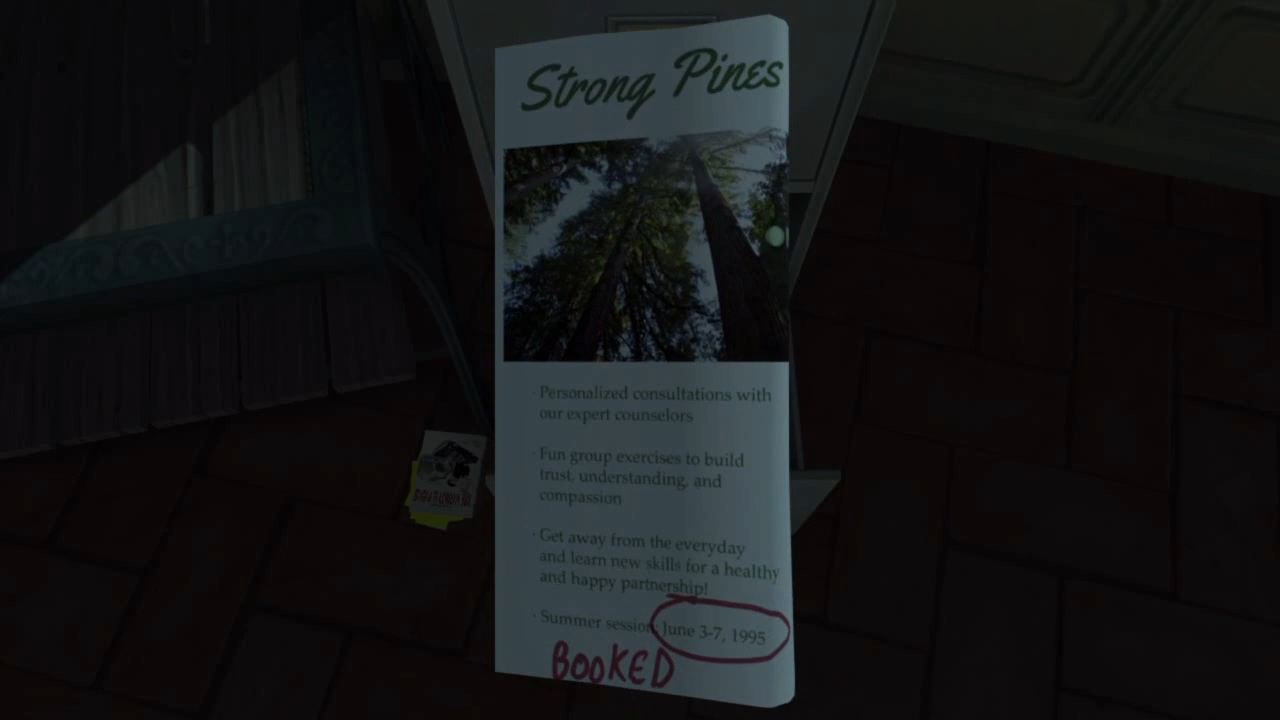 Strong Pines
· Personalized consultations with
our expert counselors
· Fun group exercises to build
trust, understanding, and
compassion
· Get away from the everyday
and learn new skills for a healthy
and happy partnership!
· Summer session: June 3-7, 1995
BOOKED